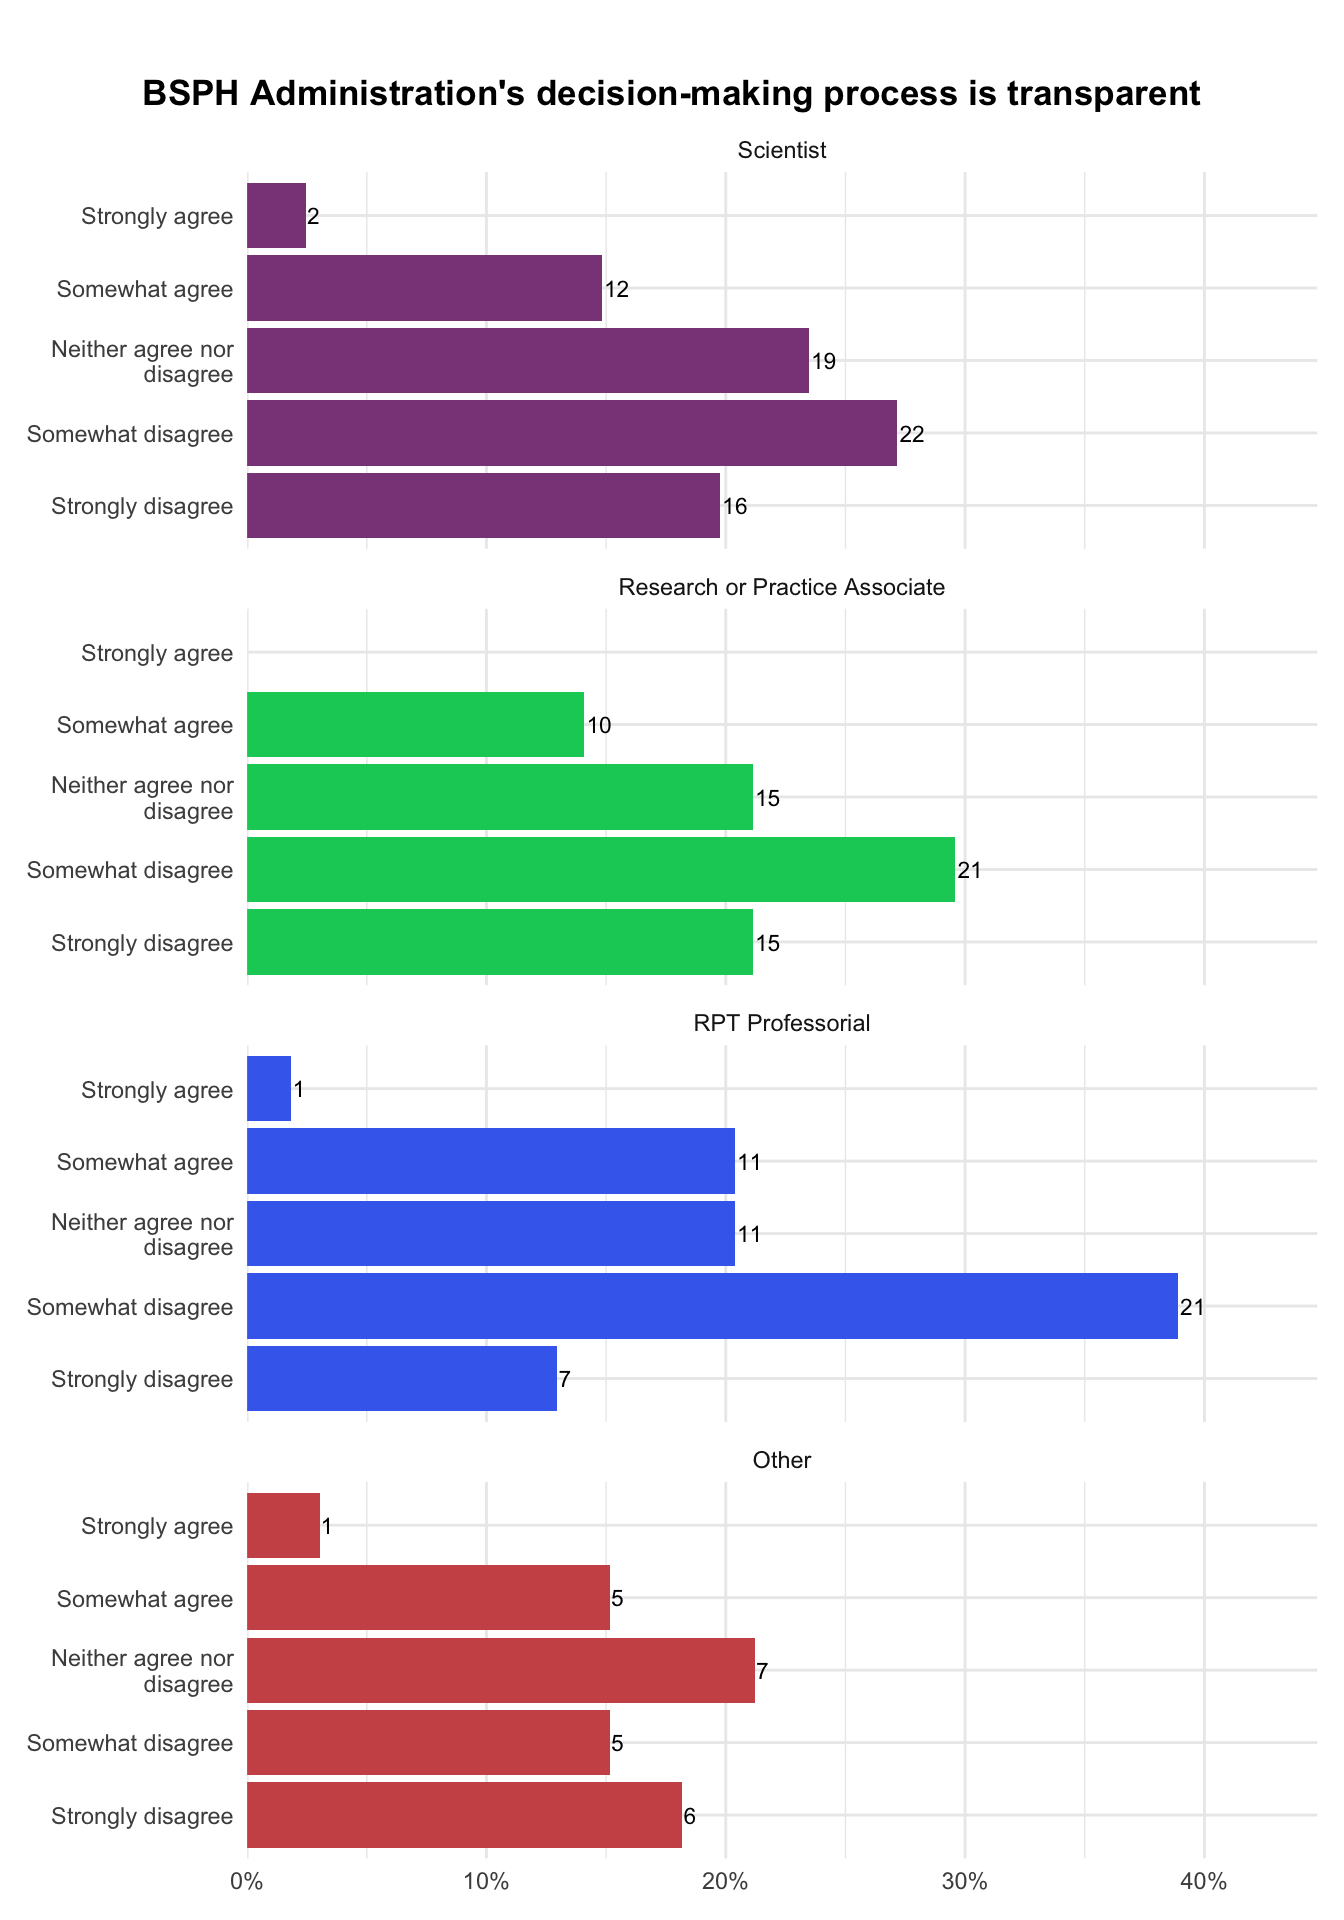 BSPH Administration's decision-making process is transparent
Scientist
Strongly agree
2
Somewhat agree
12
Neither agree nor
disagree
19
Somewhat disagree
22
Strongly disagree
16
Research or Practice Associate
Strongly agree
Somewhat agree
10
Neither agree nor
disagree
15
Somewhat disagree
21
Strongly disagree
15
RPT Professorial
Strongly agree
1
Somewhat agree
11
Neither agree nor
disagree
11
Somewhat disagree
21
Strongly disagree
7
Other
Strongly agree
1
Somewhat agree
5
Neither agree nor
disagree
7
Somewhat disagree
5
Strongly disagree
6
0% 10% 20% 30% 40%